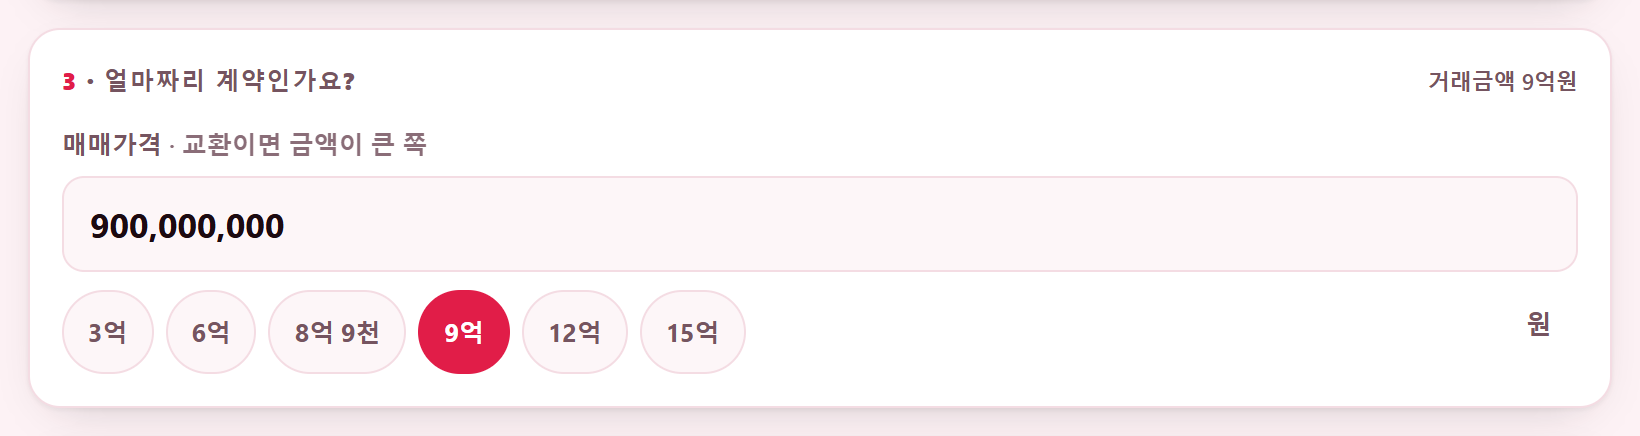 3 · 얼마짜리 계약인가요?
거래금액 9억원
매매가격 · 교환이면 금액이 큰 쪽
900,000,000
3억 6억 8억 9천 9억 12억 15억
원